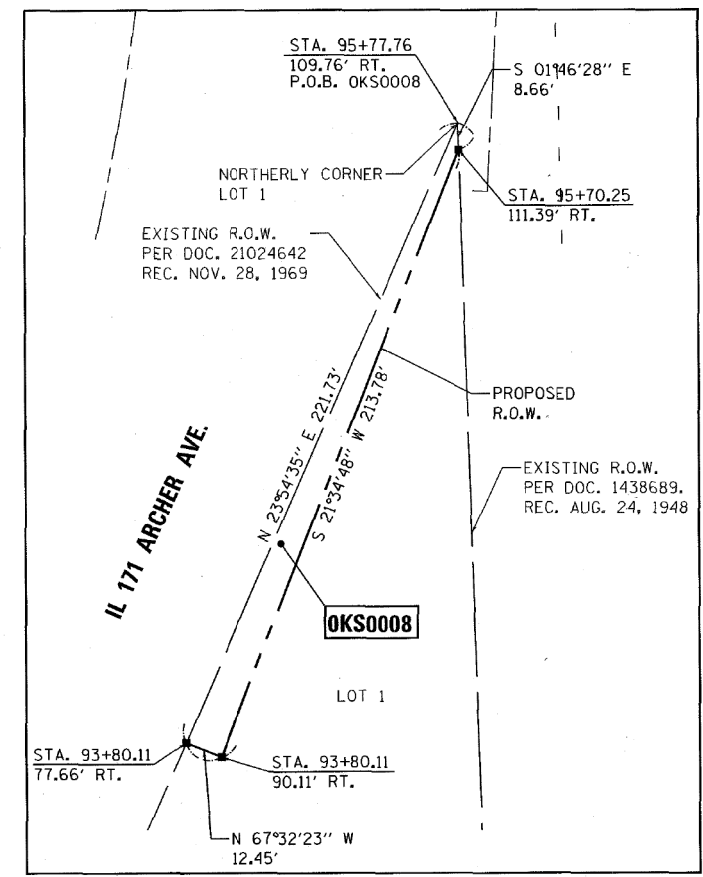 STA. 95+77.76
109.76' RT.
P.O.B. 0KS0008
S 01°46'28" E
8.66'
NORTHERLY CORNER
LOT 1
STA. 95+70.25
111.39' RT.
EXISTING R.O.W.
PER DOC. 21024642
REC. NOV. 28, 1969
N 23°54'35" E 221.73'
S 21°34'48" W 213.78'
PROPOSED
R.O.W.
EXISTING R.O.W.
PER DOC. 1438689.
REC. AUG. 24, 1948
IL 171 ARCHER AVE.
0KS0008
LOT 1
STA. 93+80.11
77.66' RT.
STA. 93+80.11
90.11' RT.
N 67°32'23" W
12.45'